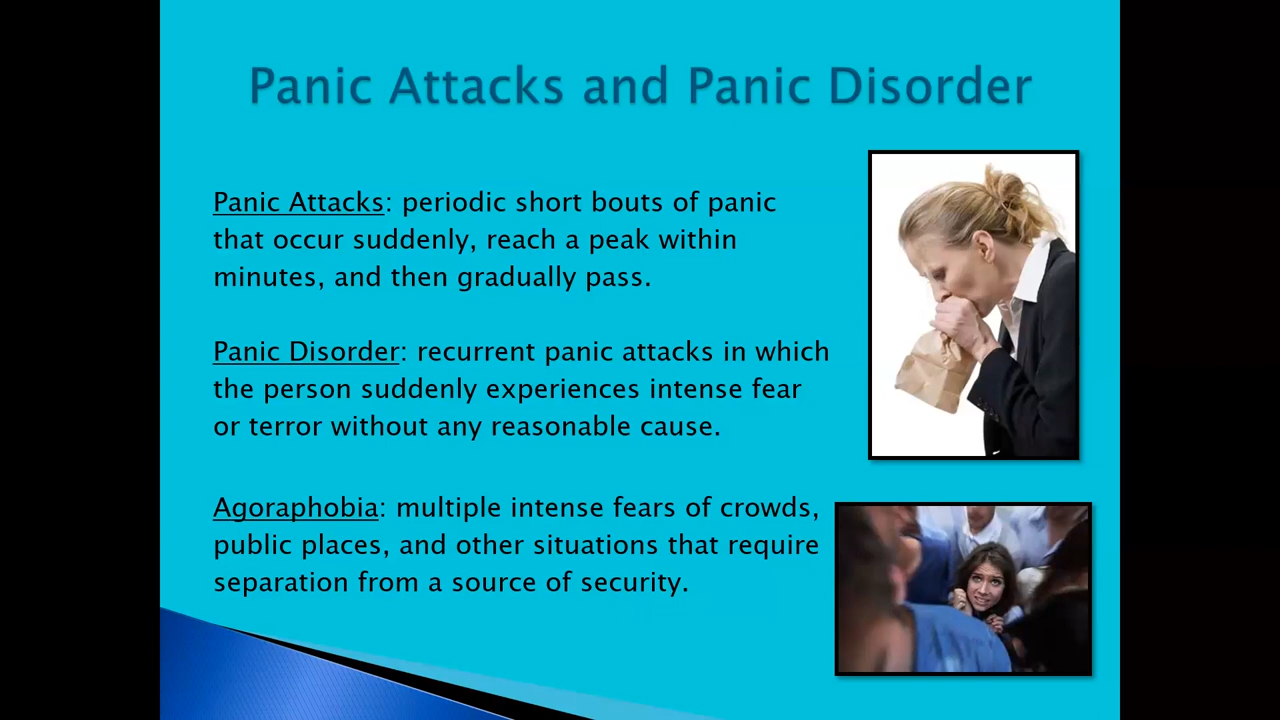 Panic Attacks and Panic Disorder
Panic Attacks: periodic short bouts of panic
that occur suddenly, reach a peak within
minutes, and then gradually pass.
Panic Disorder: recurrent panic attacks in which
the person suddenly experiences intense fear
or terror without any reasonable cause.
Agoraphobia: multiple intense fears of crowds,
public places, and other situations that require
separation from a source of security.